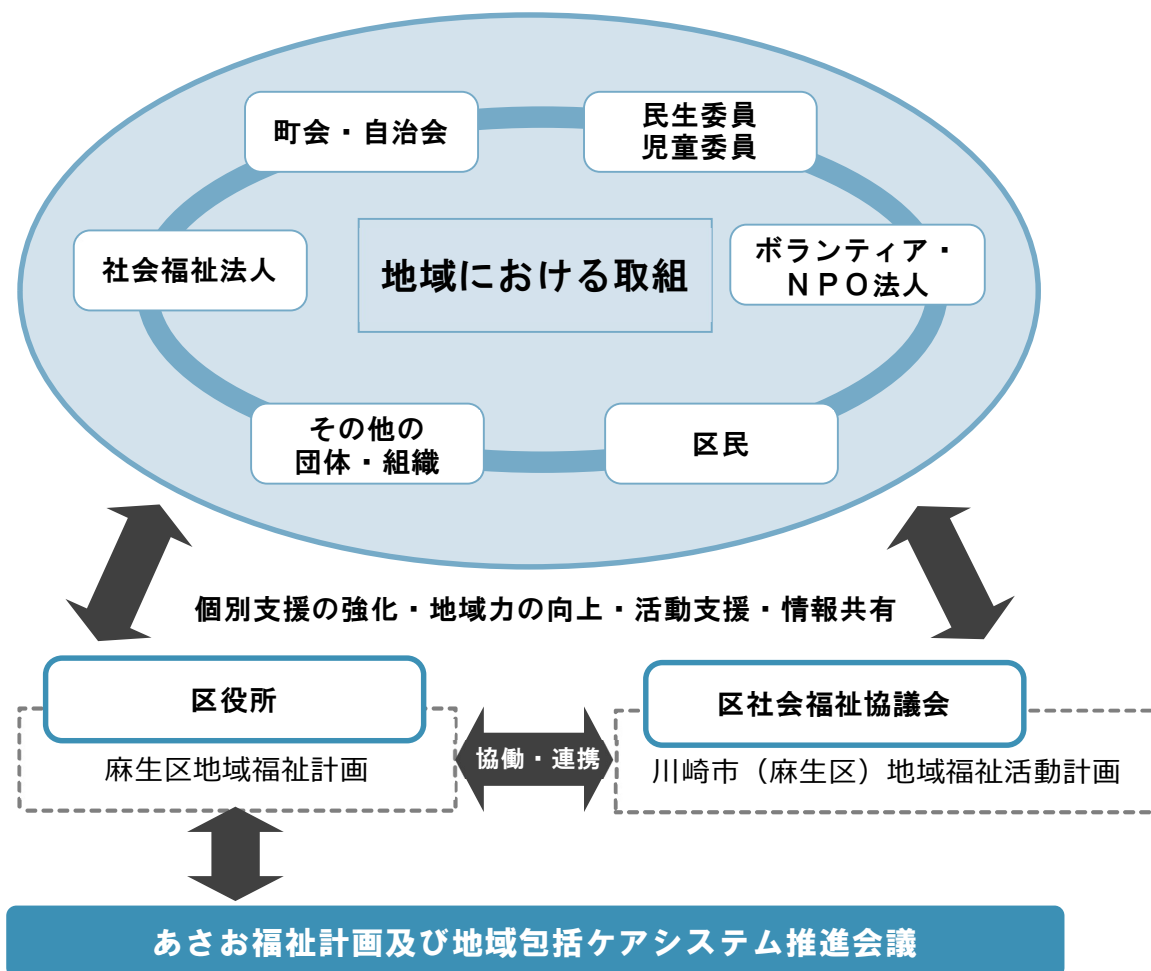 町会・自治会
民生委員
児童委員
社会福祉法人
地域における取組
ボランティア・
ＮＰＯ法人
その他の
団体・組織
区民
個別支援の強化・地域力の向上・活動支援・情報共有
区役所
麻生区地域福祉計画
協働・連携
区社会福祉協議会
川崎市（麻生区）地域福祉活動計画
あさお福祉計画及び地域包括ケアシステム推進会議